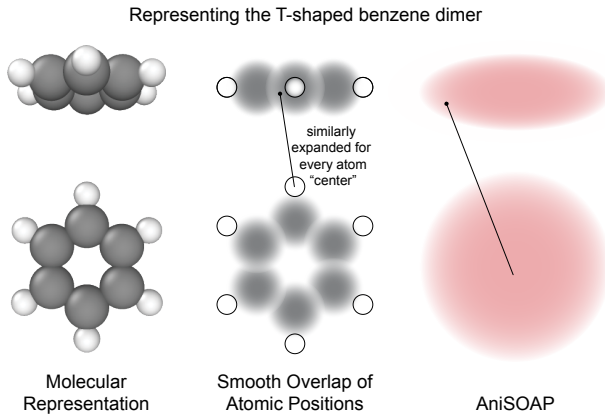 Representing the T-shaped benzene dimer
similarly
expanded for
every atom
“center”
Molecular
Representation
Smooth Overlap of
Atomic Positions
AniSOAP